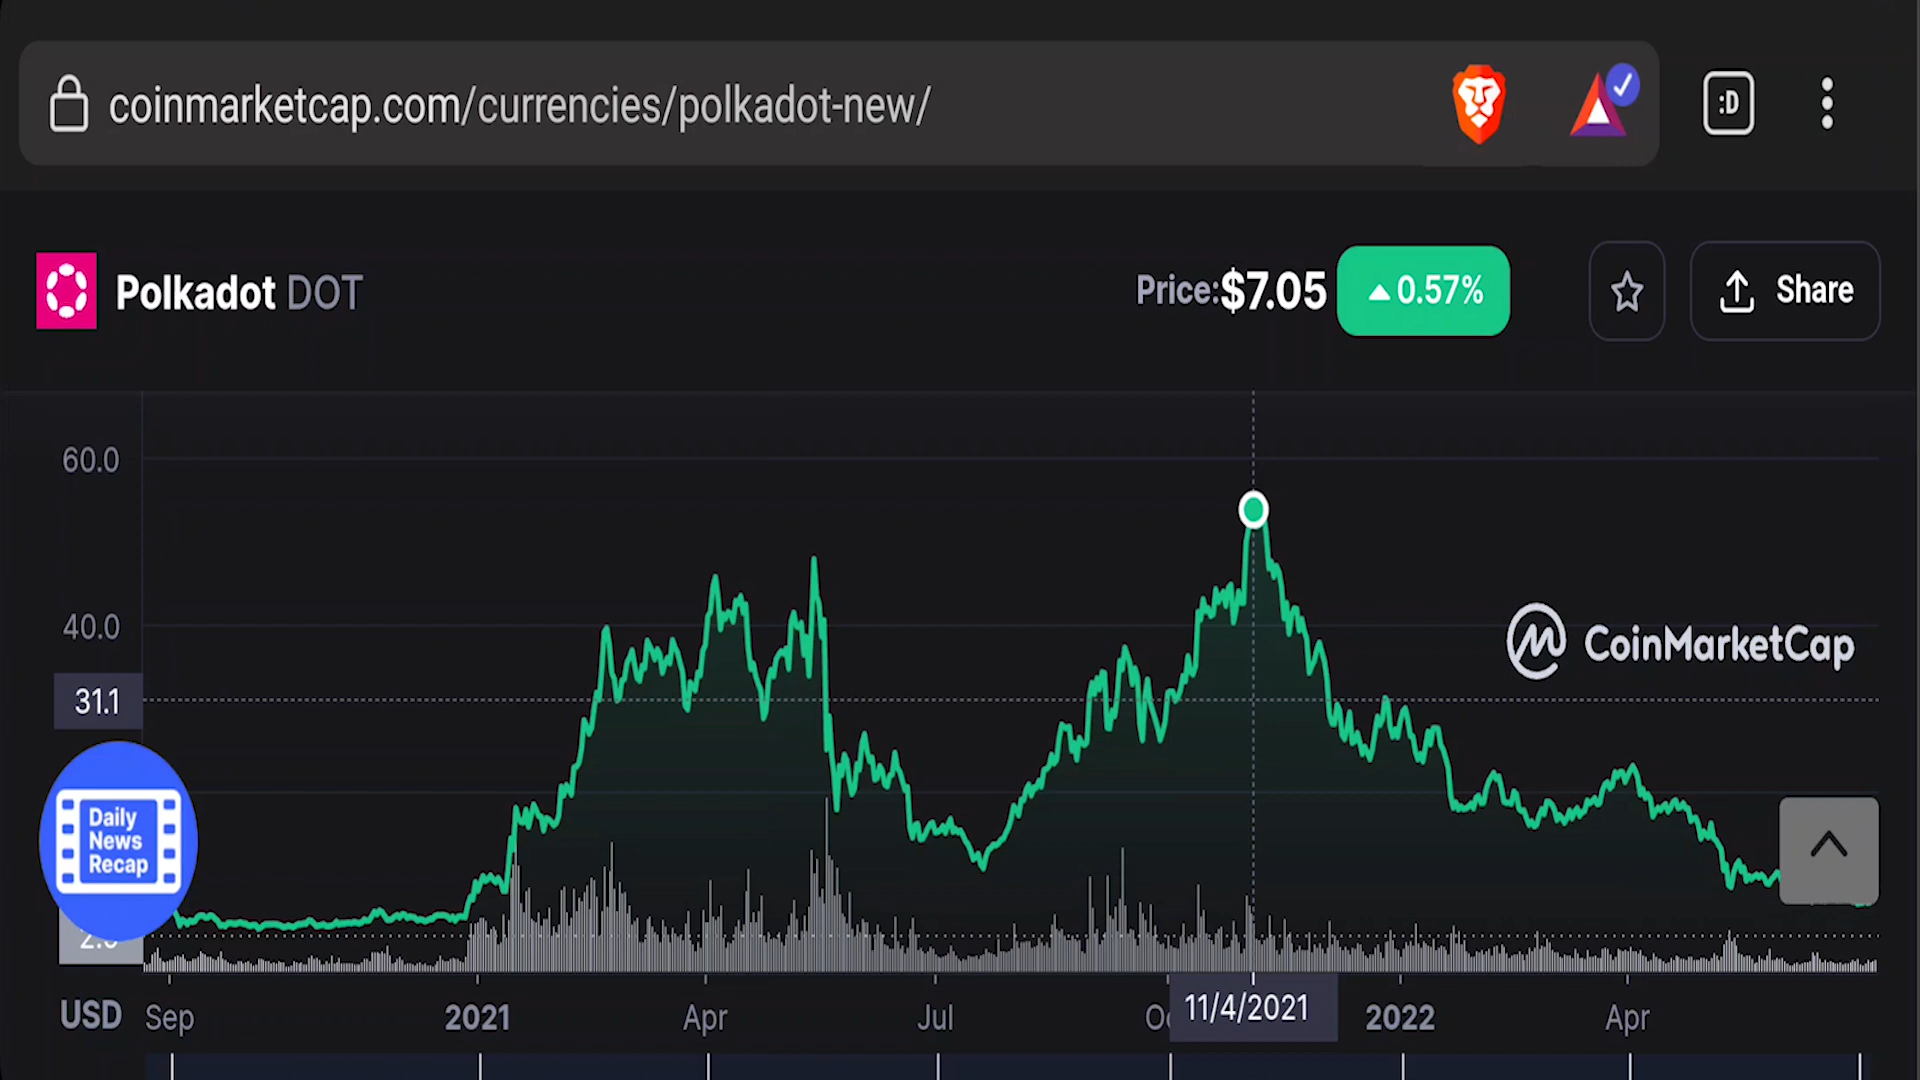 coinmarketcap.com/currencies/polkadot-new/
:D
Polkadot DOT
Price: $7.05
0.57%
Share
60.0
40.0
31.1
CoinMarketCap
Daily
News
Recap
USD
Sep
2021
Apr
Jul
11/4/2021
2022
Apr